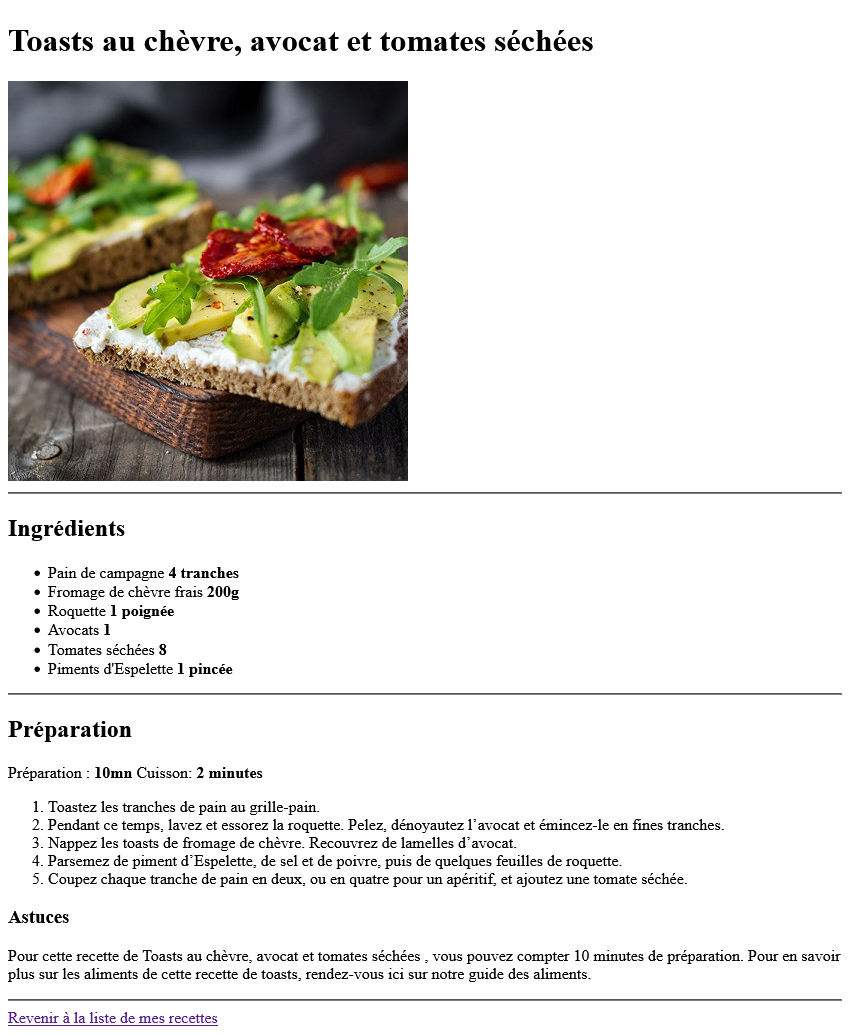 Toasts au chèvre, avocat et tomates séchées
Ingrédients
• Pain de campagne 4 tranches
• Fromage de chèvre frais 200g
• Roquette 1 poignée
• Avocats 1
• Tomates séchées 8
• Piments d'Espelette 1 pincée
Préparation
Préparation : 10mn Cuisson: 2 minutes
1. Toastez les tranches de pain au grille-pain.
2. Pendant ce temps, lavez et essorez la roquette. Pelez, dénoyautez l’avocat et émincez-le en fines tranches.
3. Nappez les toasts de fromage de chèvre. Recouvrez de lamelles d’avocat.
4. Parsemez de piment d’Espelette, de sel et de poivre, puis de quelques feuilles de roquette.
5. Coupez chaque tranche de pain en deux, ou en quatre pour un apéritif, et ajoutez une tomate séchée.
Astuces
Pour cette recette de Toasts au chèvre, avocat et tomates séchées , vous pouvez compter 10 minutes de préparation. Pour en savoir
plus sur les aliments de cette recette de toasts, rendez-vous ici sur notre guide des aliments.
Revenir à la liste de mes recettes